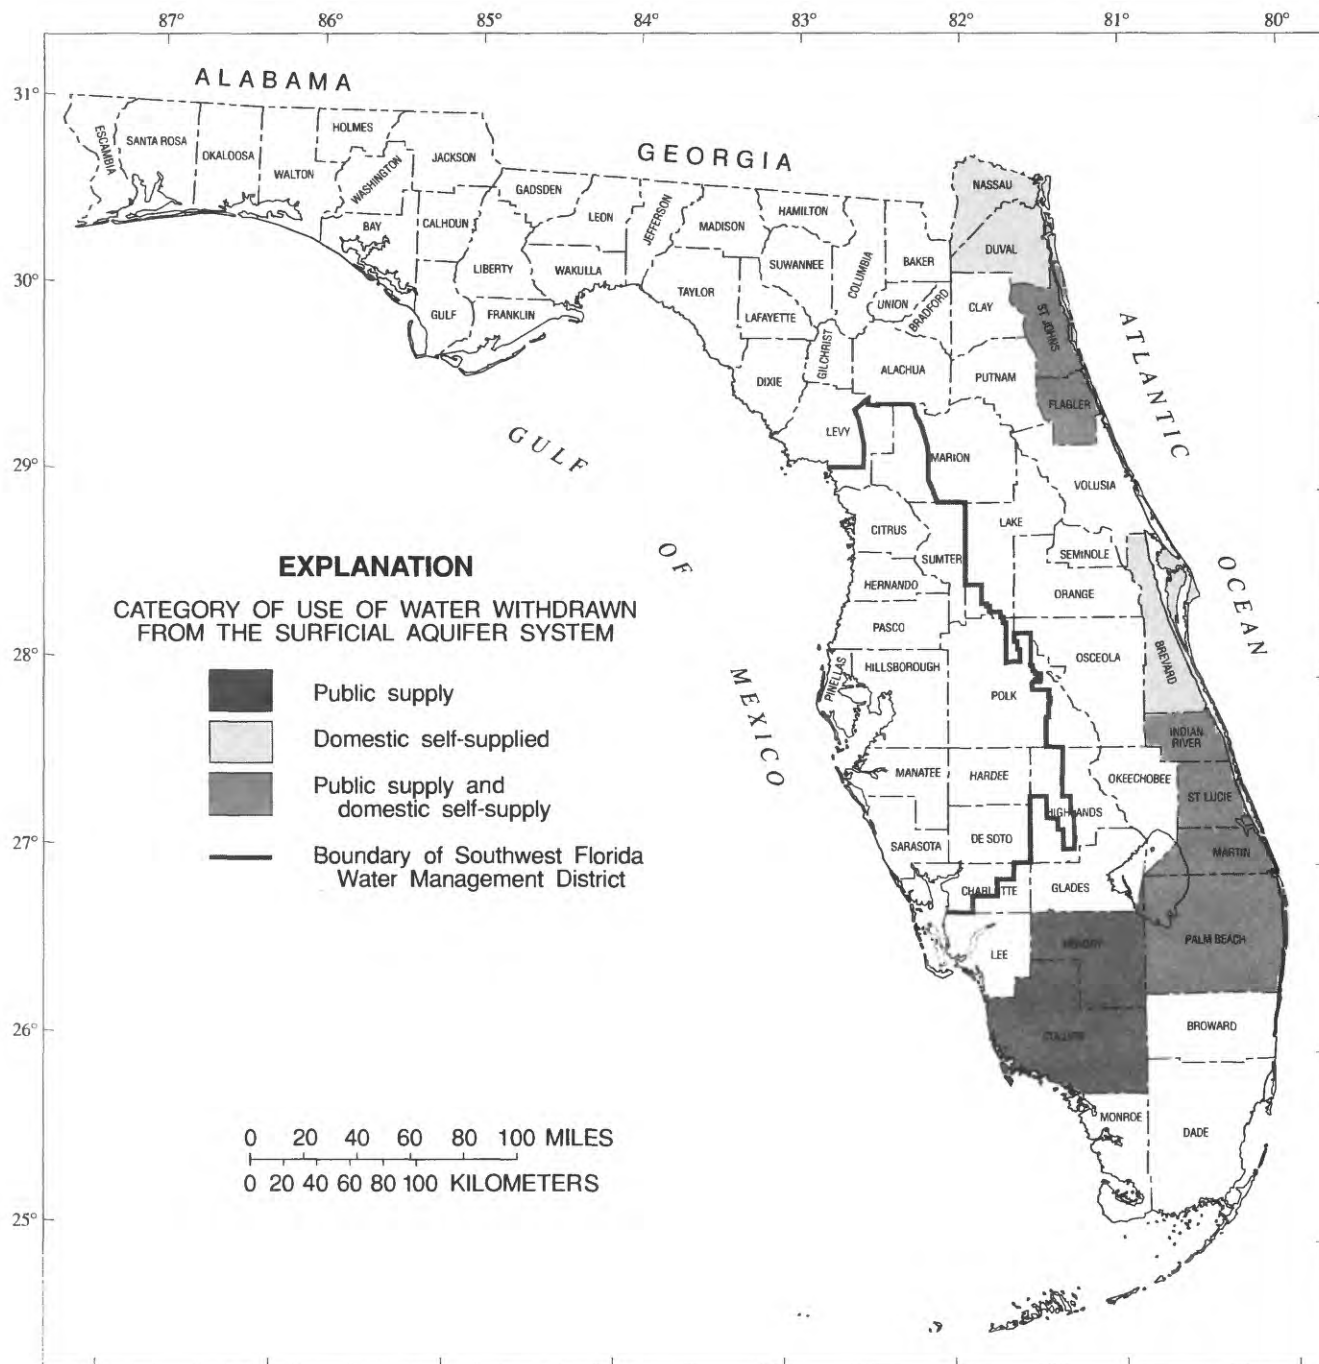 87° 86° 85° 84° 83° 82° 81° 80°
ALABAMA
31°
HOLMES
ESCAMBIA
SANTA ROSA
OKALOOSA
WALTON
WASHINGTON
JACKSON
GEORGIA
GADSDEN
LEON
JEFFERSON
MADISON
HAMILTON
NASSAU
BAY
CALHOUN
LIBERTY
WAKULLA
SUWANNEE
COLUMBIA
BAKER
DUVAL
30°
TAYLOR
LAFAYETTE
UNION
BRADFORD
CLAY
ST JOHNS
GULF
FRANKLIN
GILCHRIST
DIXIE
ALACHUA
PUTNAM
FLAGLER
ATLANTIC
OCEAN
GULF
OF
MEXICO
29°
LEVY
MARION
VOLUSIA
CITRUS
LAKE
SUMTER
SEMINOLE
HERNANDO
ORANGE
PASCO
OSCEOLA
BREVARD
28°
PINELLAS
HILLSBOROUGH
POLK
INDIAN
RIVER
MANATEE
HARDEE
OKEECHOBEE
ST LUCIE
HIGHLANDS
27°
SARASOTA
DE SOTO
MARTIN
CHARLOTTE
GLADES
LEE
HENDRY
PALM BEACH
26°
COLLIER
BROWARD
MONROE
DADE
25°
EXPLANATION
CATEGORY OF USE OF WATER WITHDRAWN
FROM THE SURFICIAL AQUIFER SYSTEM
Public supply
Domestic self-supplied
Public supply and
domestic self-supply
Boundary of Southwest Florida
Water Management District
0 20 40 60 80 100 MILES
0 20 40 60 80 100 KILOMETERS